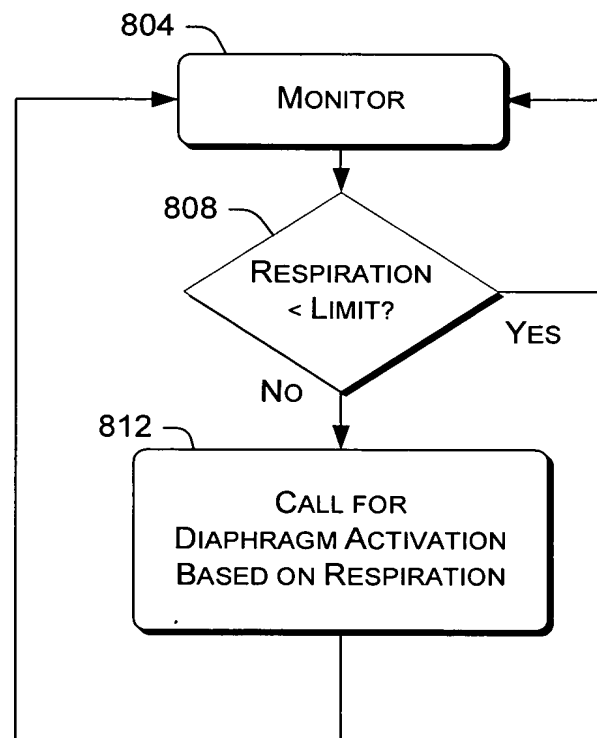 804
MONITOR
808
RESPIRATION
< LIMIT?
YES
NO
812
CALL FOR
DIAPHRAGM ACTIVATION
BASED ON RESPIRATION